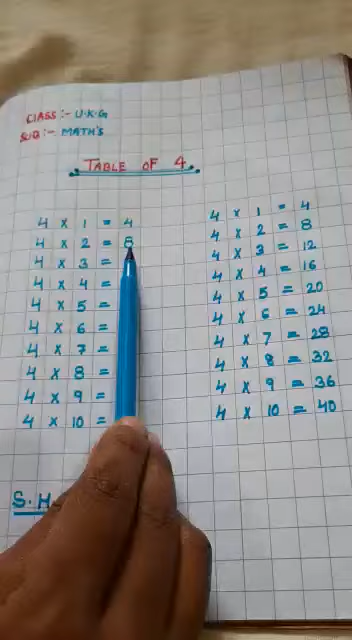 CLASS :- U.K.G
SUB :- MATH'S
TABLE OF 4
4 × 1 = 4
4 × 2 = 8
4 × 3 =
4 × 4 =
4 × 5 =
4 × 6 =
4 × 7 =
4 × 8 =
4 × 9 =
4 × 10 =
4 × 1 = 4
4 × 2 = 8
4 × 3 = 12
4 × 4 = 16
4 × 5 = 20
4 × 6 = 24
4 × 7 = 28
4 × 8 = 32
4 × 9 = 36
4 × 10 = 40
S.H.